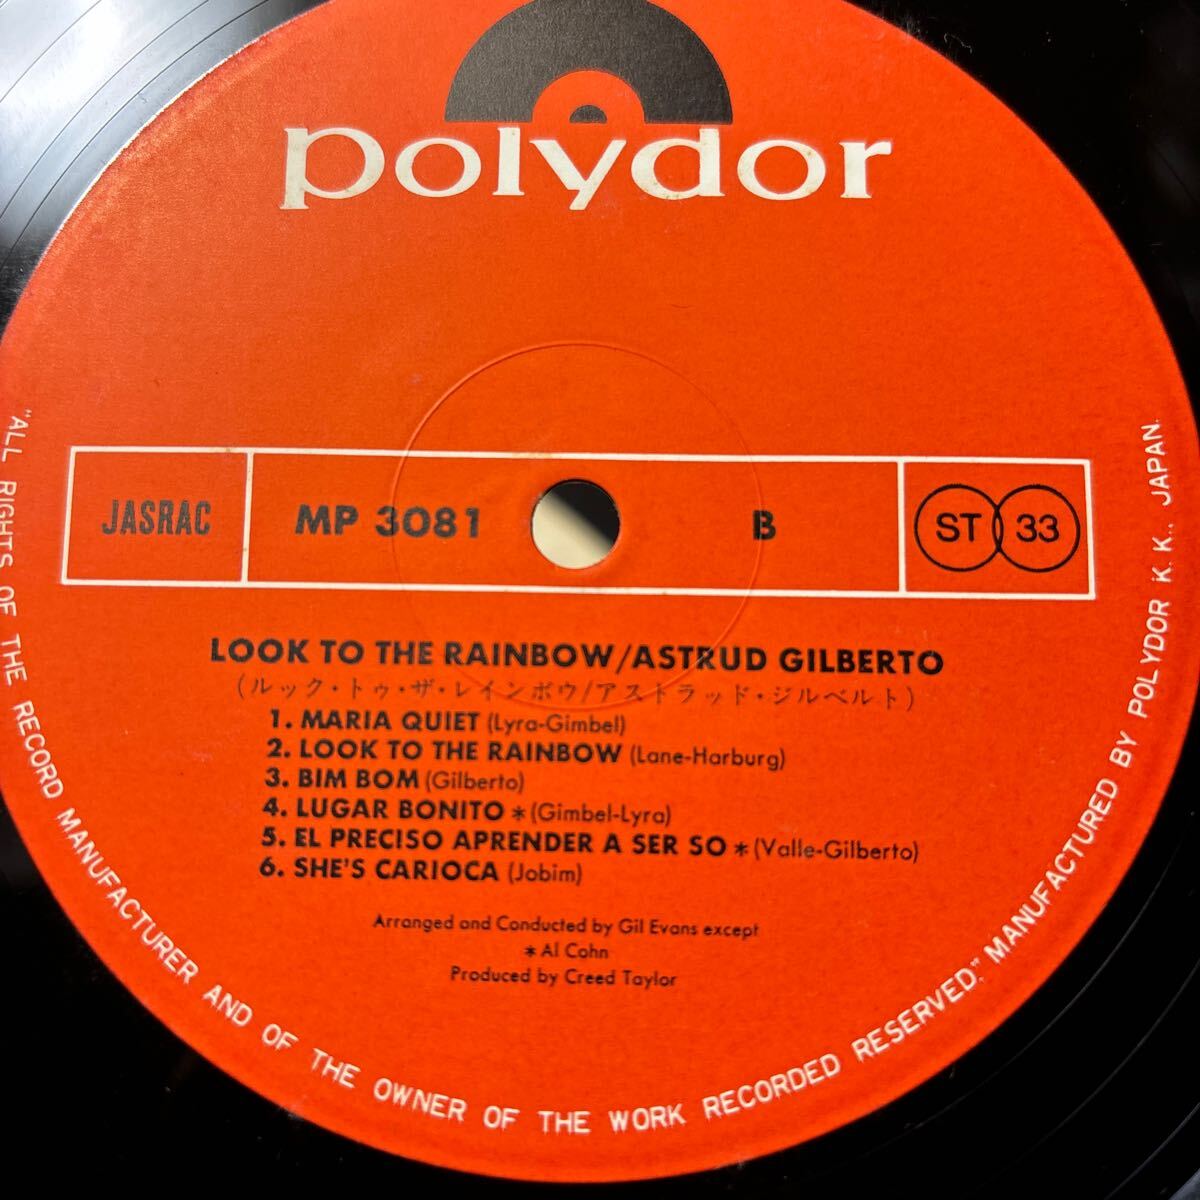 polydor
JASRAC
MP 3081
B
ST 33
LOOK TO THE RAINBOW/ASTRUD GILBERTO
(ルック・トゥ・ザ・レインボウ/アストラッド・ジルベルト)
1. MARIA QUIET (Lyra-Gimbel)
2. LOOK TO THE RAINBOW (Lane-Harburg)
3. BIM BOM (Gilberto)
4. LUGAR BONITO * (Gimbel-Lyra)
5. EL PRECISO APRENDER A SER SO * (Valle-Gilberto)
6. SHE'S CARIOCA (Jobim)
Arranged and Conducted by Gil Evans except
* Al Cohn
Produced by Creed Taylor
"ALL RIGHTS OF THE RECORD MANUFACTURER AND OF THE OWNER OF THE WORK RECORDED RESERVED." MANUFACTURED BY POLYDOR K. K., JAPAN.